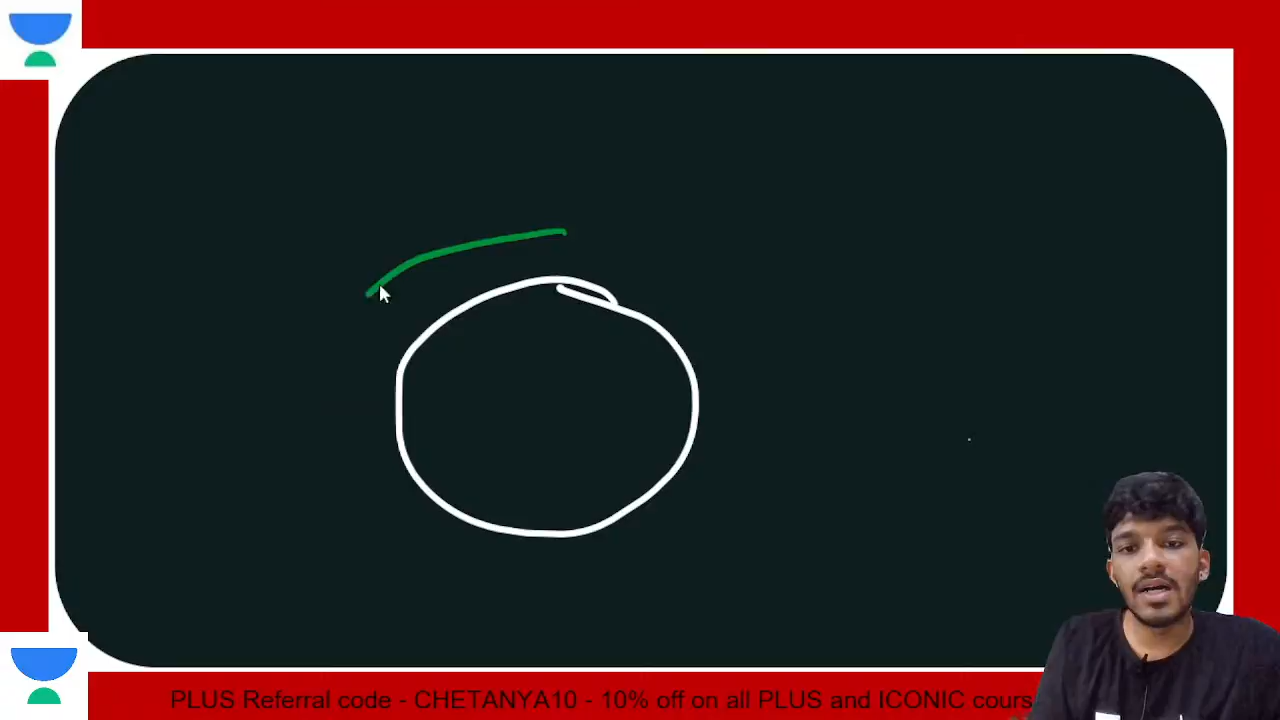 PLUS Referral code - CHETANYA10 - 10% off on all PLUS and ICONIC cours